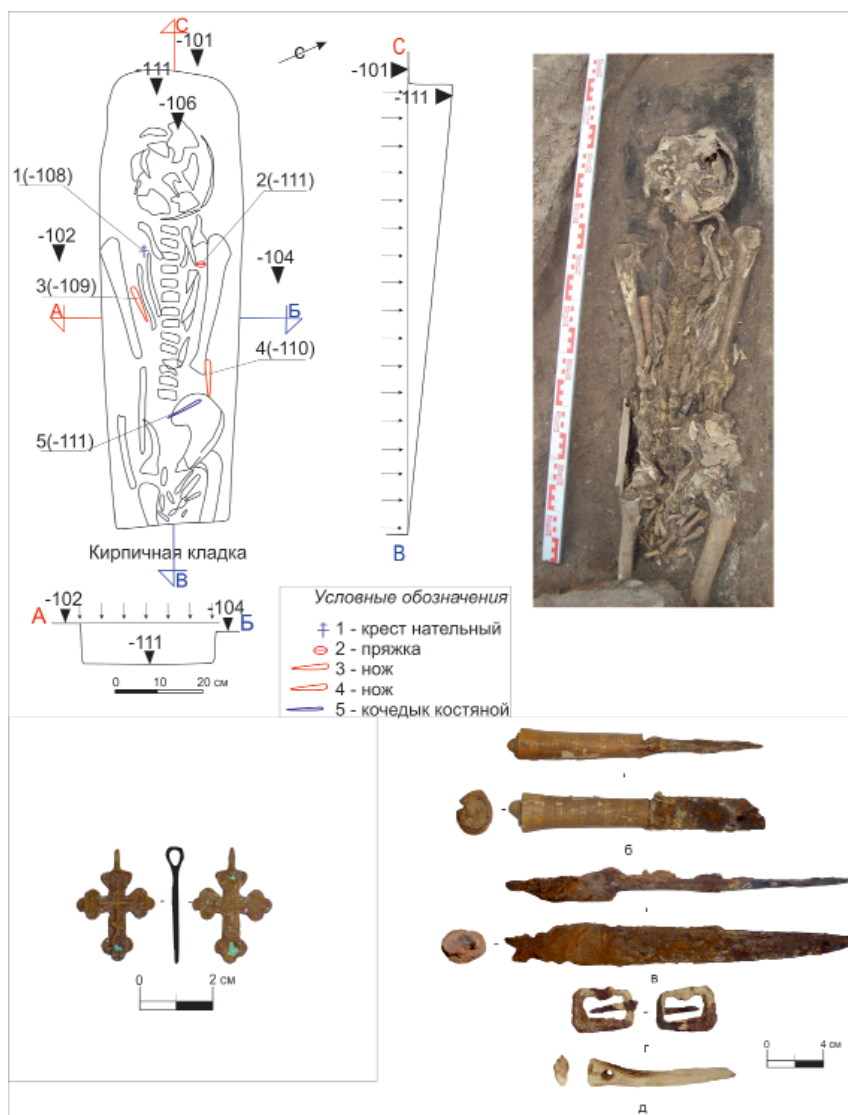 С
-101
с
-111
-106
1(-108)
2(-111)
-102
-104
3(-109)
А
Б
4(-110)
5(-111)
Кирпичная кладка
В
С
-101
-111
В
А
-102
-104
Б
-111
0 10 20 см
Условные обозначения
1 - крест нательный
2 - пряжка
3 - нож
4 - нож
5 - кочедык костяной
0 2 см
б
в
г
0 4 см
д